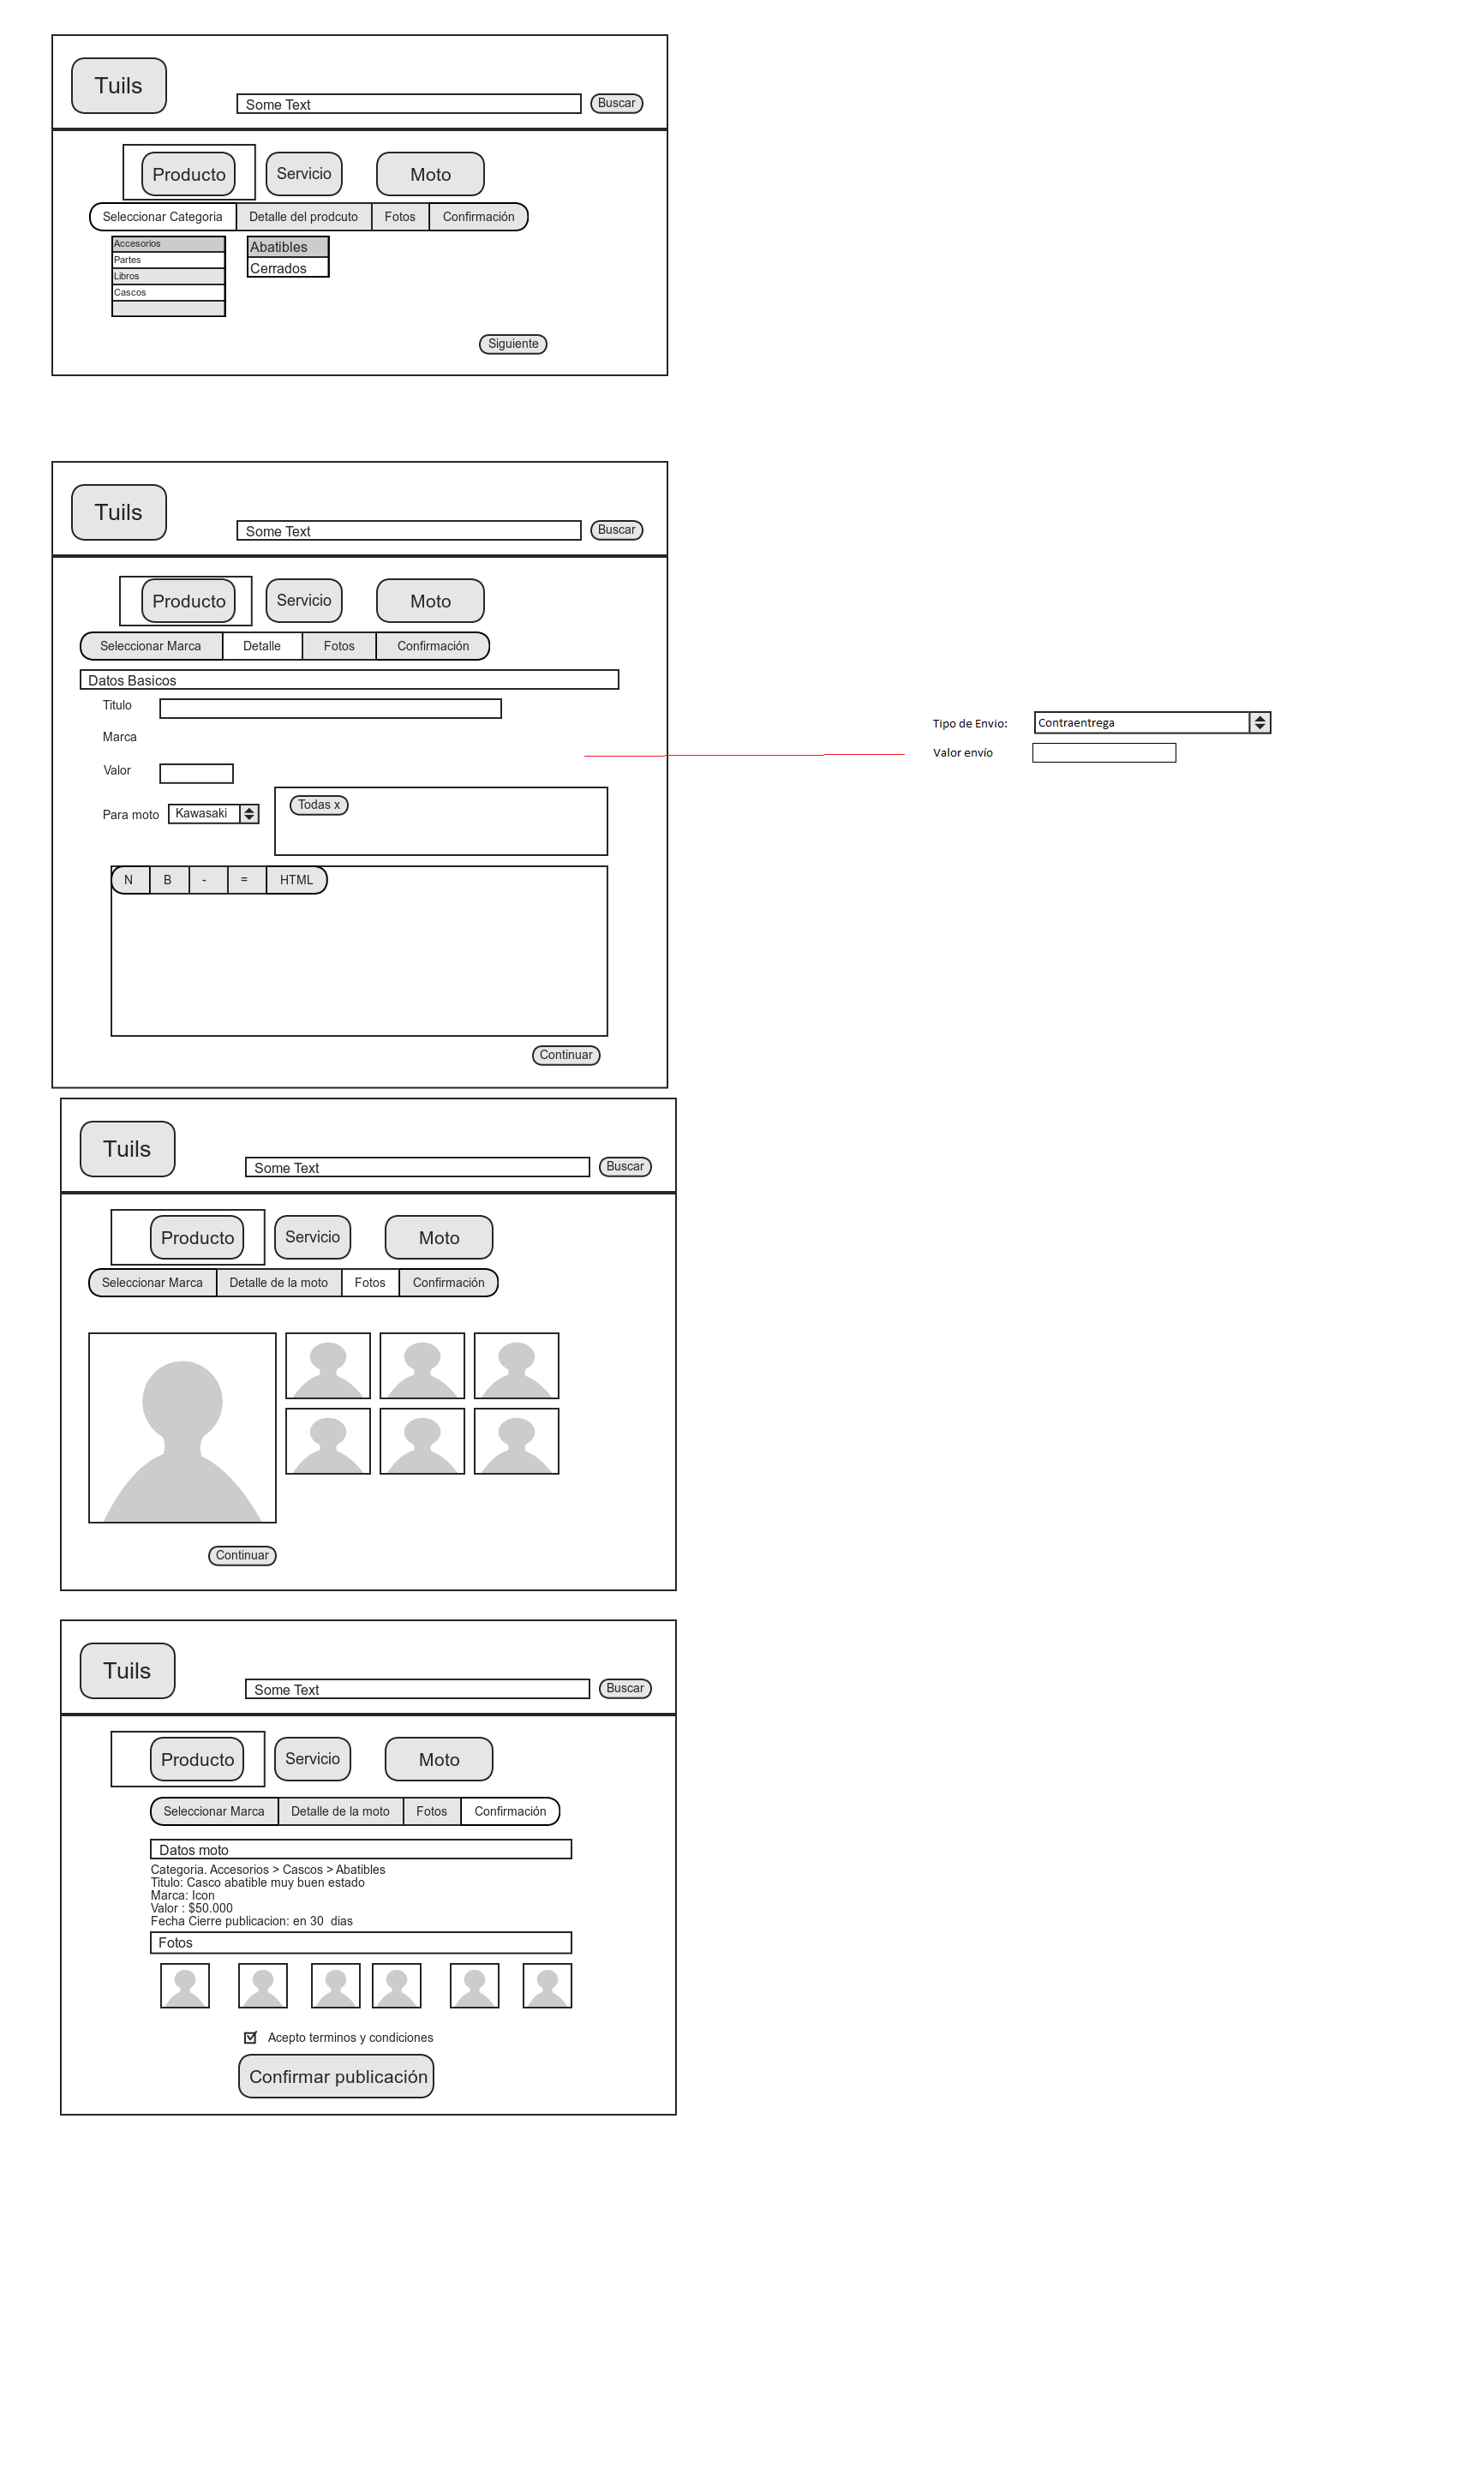 Tuils
Some Text Buscar
Producto Servicio Moto
Seleccionar Categoria Detalle del prodcuto Fotos Confirmación
Accesorios
Partes
Libros
Cascos
Abatibles
Cerrados
Siguiente
Tuils
Some Text Buscar
Producto Servicio Moto
Seleccionar Marca Detalle Fotos Confirmación
Datos Basicos
Titulo
Marca
Valor
Para moto Kawasaki
Todas x
N B - = HTML
Continuar
Tipo de Envio: Contraentrega
Valor envío
Tuils
Some Text Buscar
Producto Servicio Moto
Seleccionar Marca Detalle de la moto Fotos Confirmación
Continuar
Tuils
Some Text Buscar
Producto Servicio Moto
Seleccionar Marca Detalle de la moto Fotos Confirmación
Datos moto
Categoria. Accesorios > Cascos > Abatibles
Titulo: Casco abatible muy buen estado
Marca: Icon
Valor : $50.000
Fecha Cierre publicacion: en 30 dias
Fotos
Acepto terminos y condiciones
Confirmar publicación